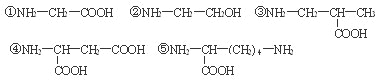 ①NH₂—CH₂—COOH ②NH₂—CH₂—CH₂OH ③NH₂—CH₂—CH—CH₃
COOH
④NH₂—CH—CH₂—COOH ⑤NH₂—CH—(CH₂)₄—NH₂
COOH COOH